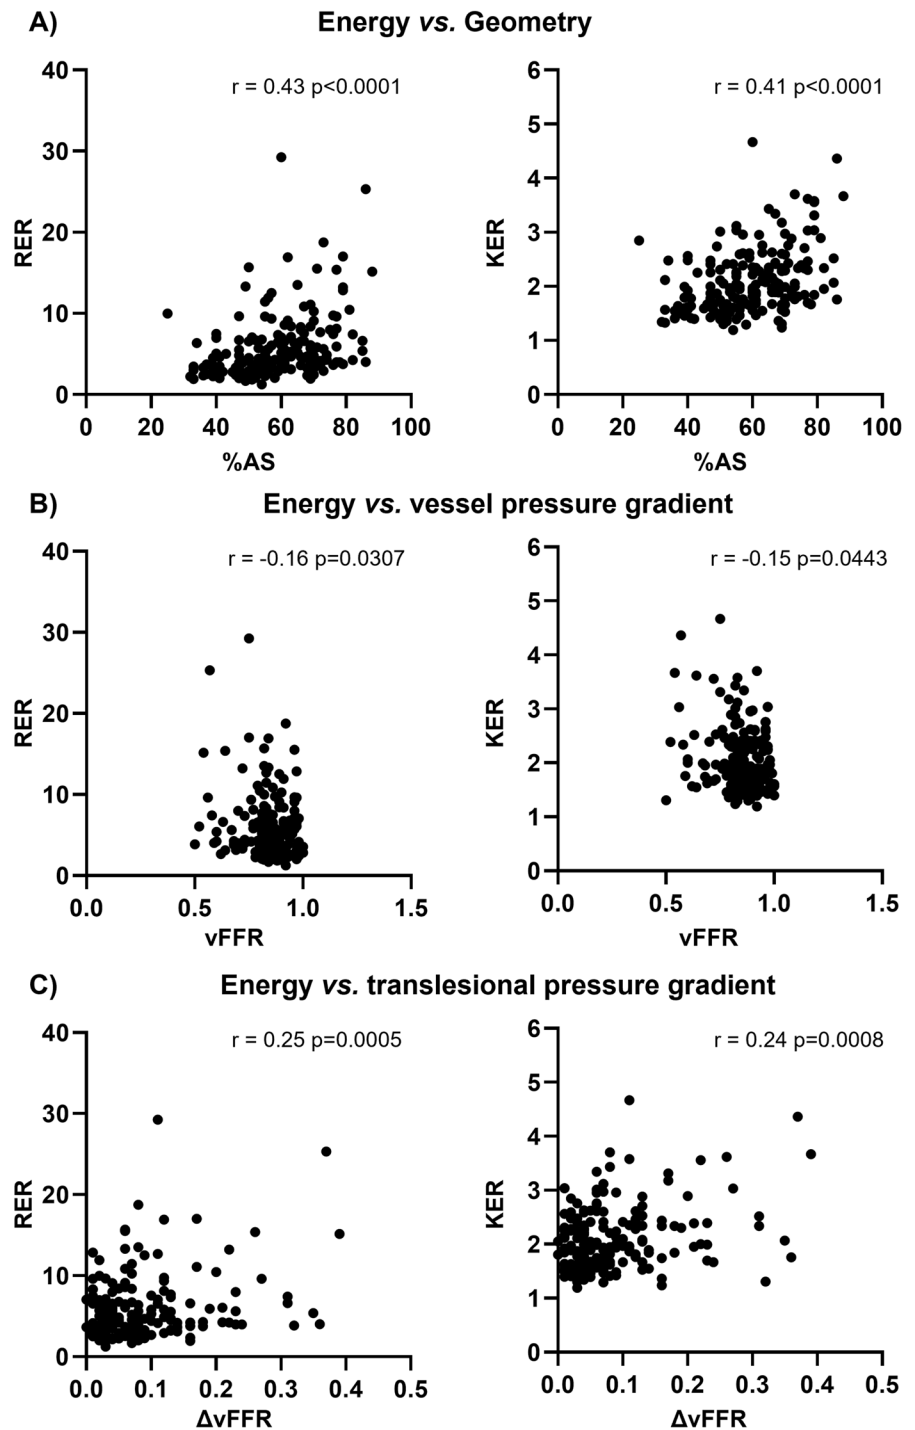 A) Energy vs. Geometry
r = 0.43 p<0.0001
40
30
20
10
0
RER
0 20 40 60 80 100
%AS
r = 0.41 p<0.0001
6
5
4
3
2
1
0
KER
0 20 40 60 80 100
%AS
B) Energy vs. vessel pressure gradient
r = -0.16 p=0.0307
40
30
20
10
0
RER
0.0 0.5 1.0 1.5
vFFR
r = -0.15 p=0.0443
6
5
4
3
2
1
0
KER
0.0 0.5 1.0 1.5
vFFR
C) Energy vs. translesional pressure gradient
r = 0.25 p=0.0005
40
30
20
10
0
RER
0.0 0.1 0.2 0.3 0.4 0.5
ΔvFFR
r = 0.24 p=0.0008
6
5
4
3
2
1
0
KER
0.0 0.1 0.2 0.3 0.4 0.5
ΔvFFR